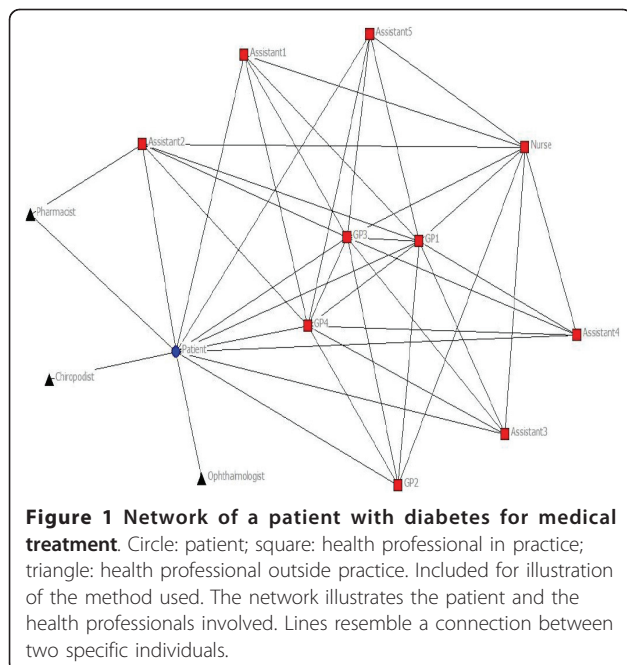 Assistant5
Assistant1
Assistant2
Nurse
Pharmacist
GP3
GP1
GP4
Assistant4
Patient
Chiropodist
Assistant3
Ophthalmologist
GP2
Figure 1 Network of a patient with diabetes for medical
treatment. Circle: patient; square: health professional in practice;
triangle: health professional outside practice. Included for illustration
of the method used. The network illustrates the patient and the
health professionals involved. Lines resemble a connection between
two specific individuals.